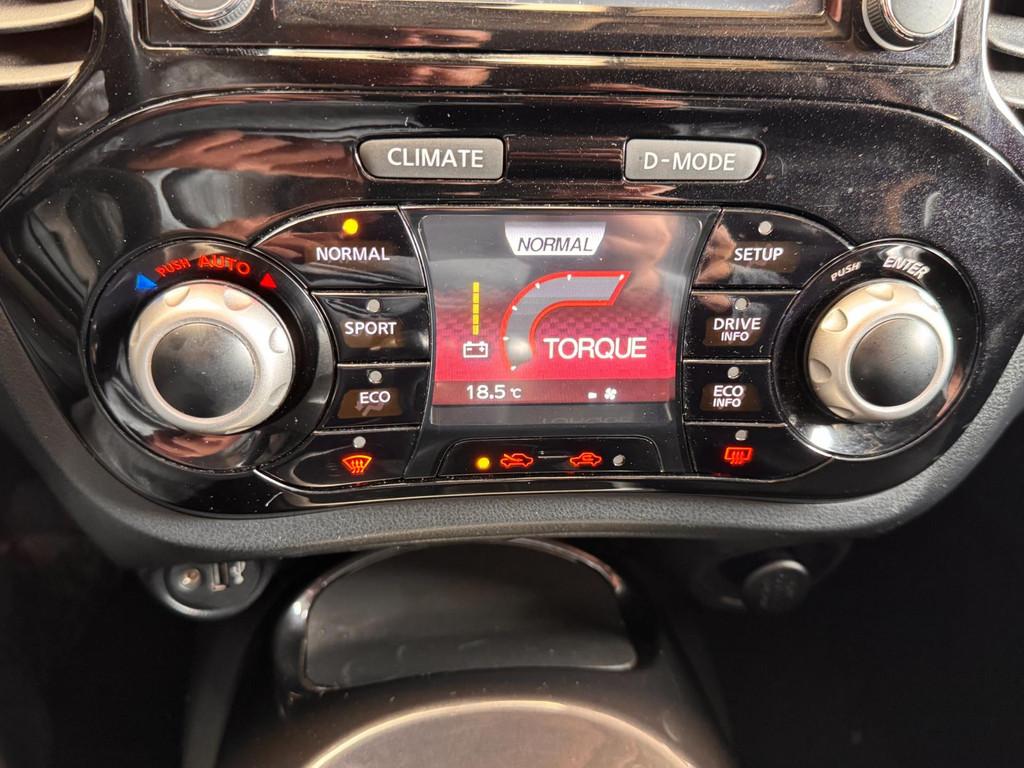 CLIMATE
D-MODE
PUSH AUTO
NORMAL
NORMAL
SETUP
PUSH ENTER
SPORT
DRIVE
INFO
TORQUE
ECO
ECO
INFO
18.5 °C